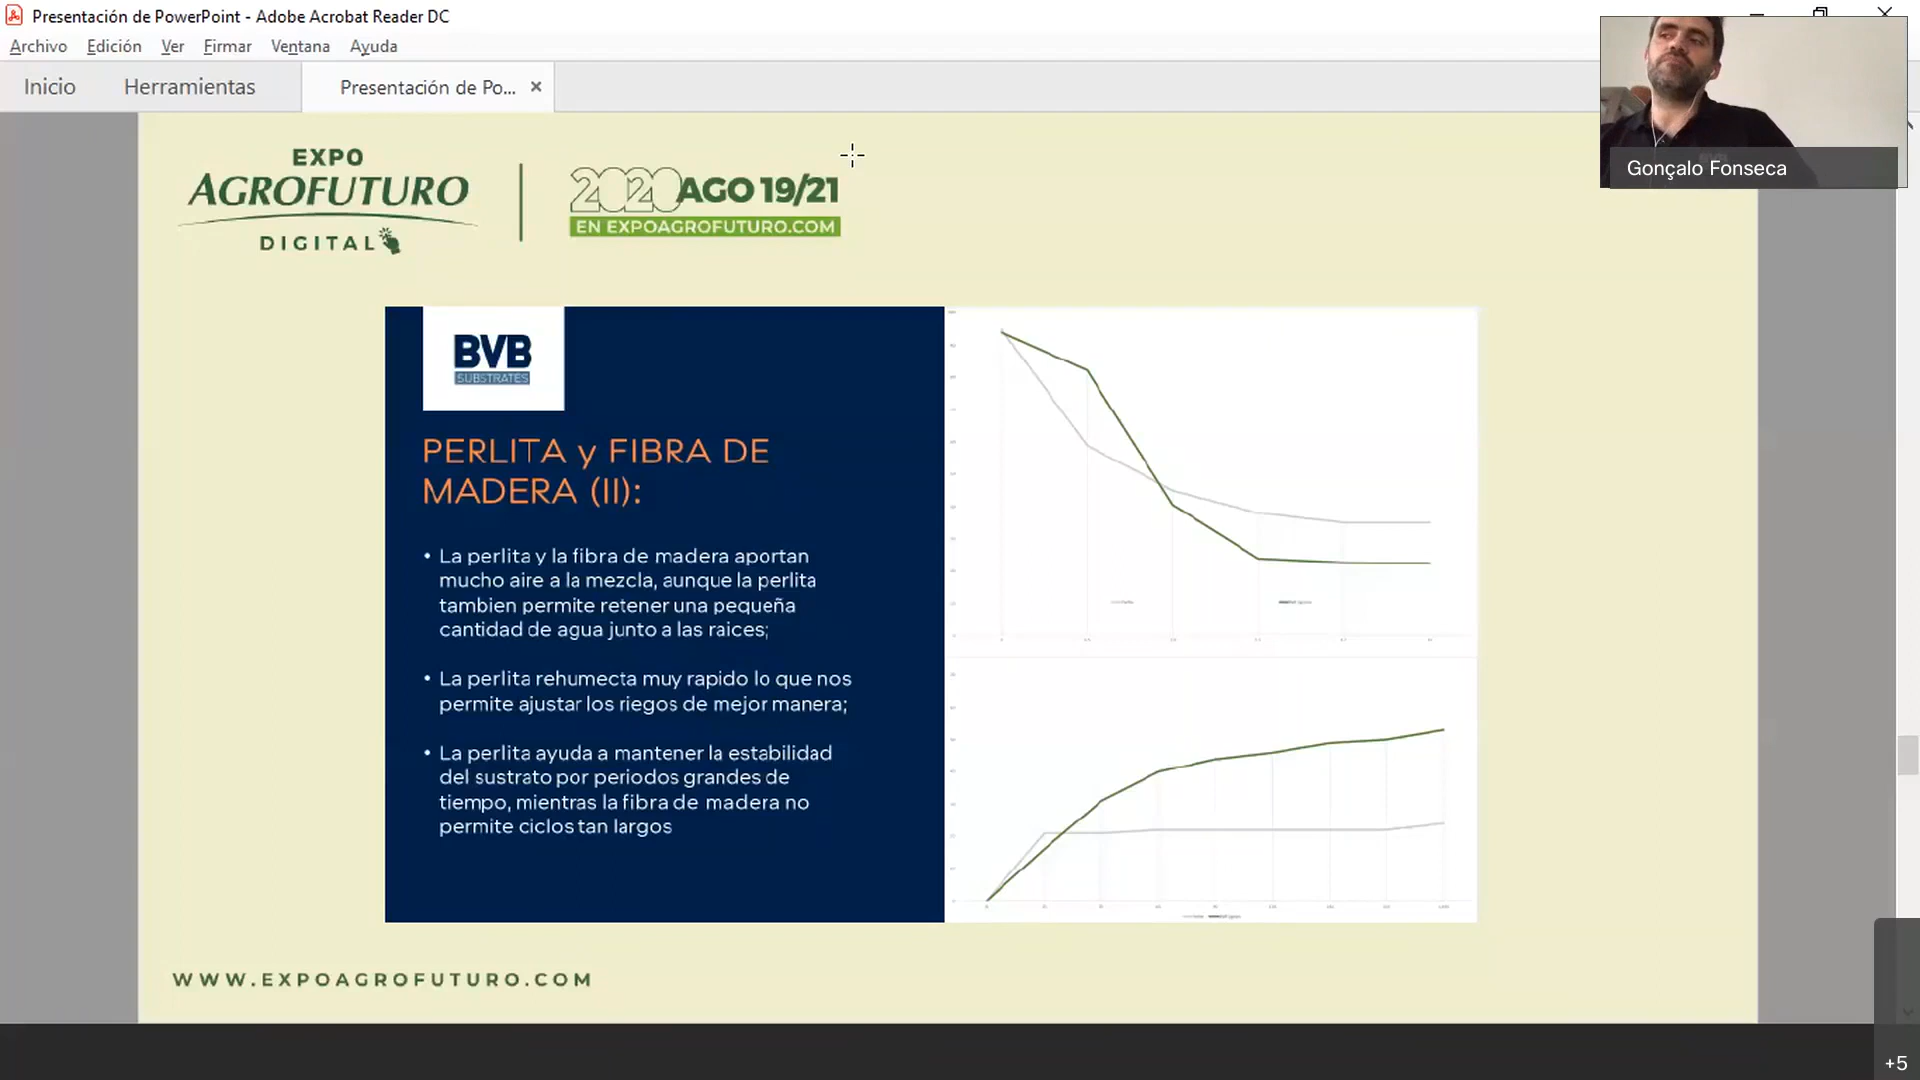 Presentación de PowerPoint - Adobe Acrobat Reader DC
Archivo Edición Ver Firmar Ventana Ayuda
Inicio Herramientas Presentación de Po...
Gonçalo Fonseca
EXPO
AGROFUTURO
DIGITAL
2020 AGO 19/21
EN EXPOAGROFUTURO.COM
BVB
SUBSTRATES
PERLITA y FIBRA DE
MADERA (II):
• La perlita y la fibra de madera aportan
mucho aire a la mezcla, aunque la perlita
tambien permite retener una pequeña
cantidad de agua junto a las raices;
• La perlita rehumecta muy rapido lo que nos
permite ajustar los riegos de mejor manera;
• La perlita ayuda a mantener la estabilidad
del sustrato por periodos grandes de
tiempo, mientras la fibra de madera no
permite ciclos tan largos
WWW.EXPOAGROFUTURO.COM
+5